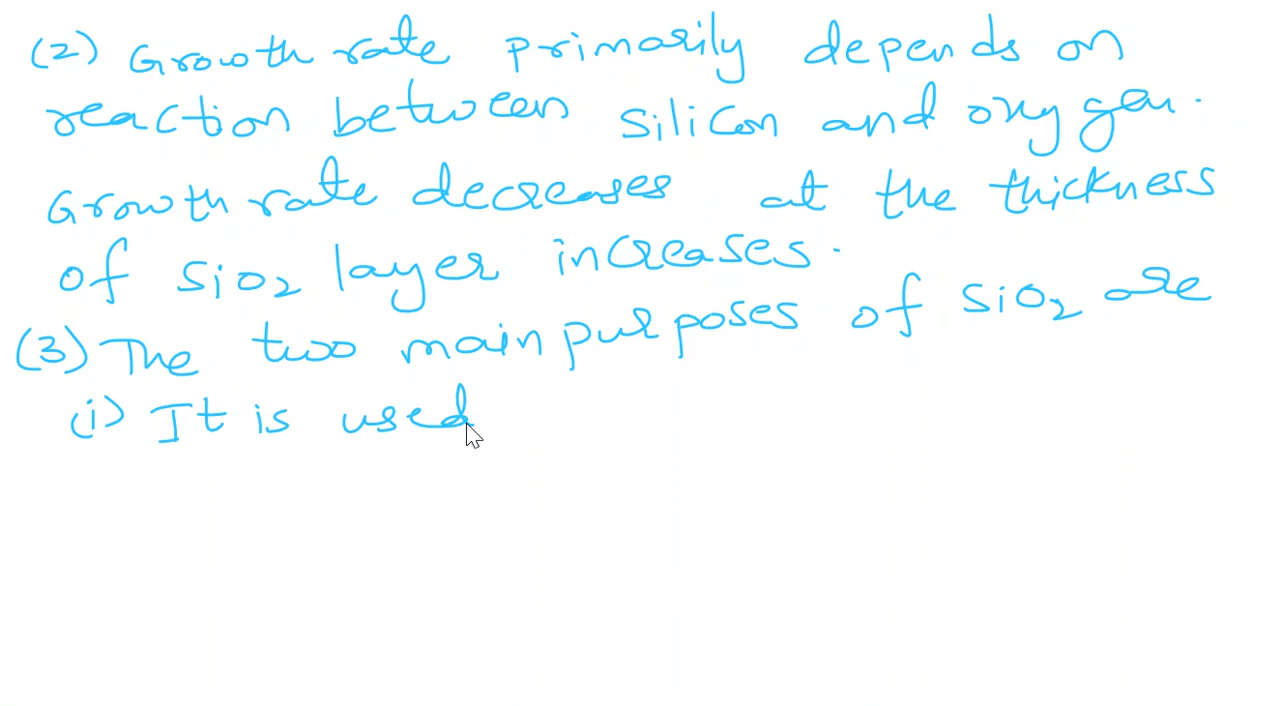 (2) Growth rate primarily depends on
reaction between silicon and oxygen.
Growth rate decreases at the thickness
of SiO2 layer increases.
(3) The two main purposes of SiO2 are
(i) It is used